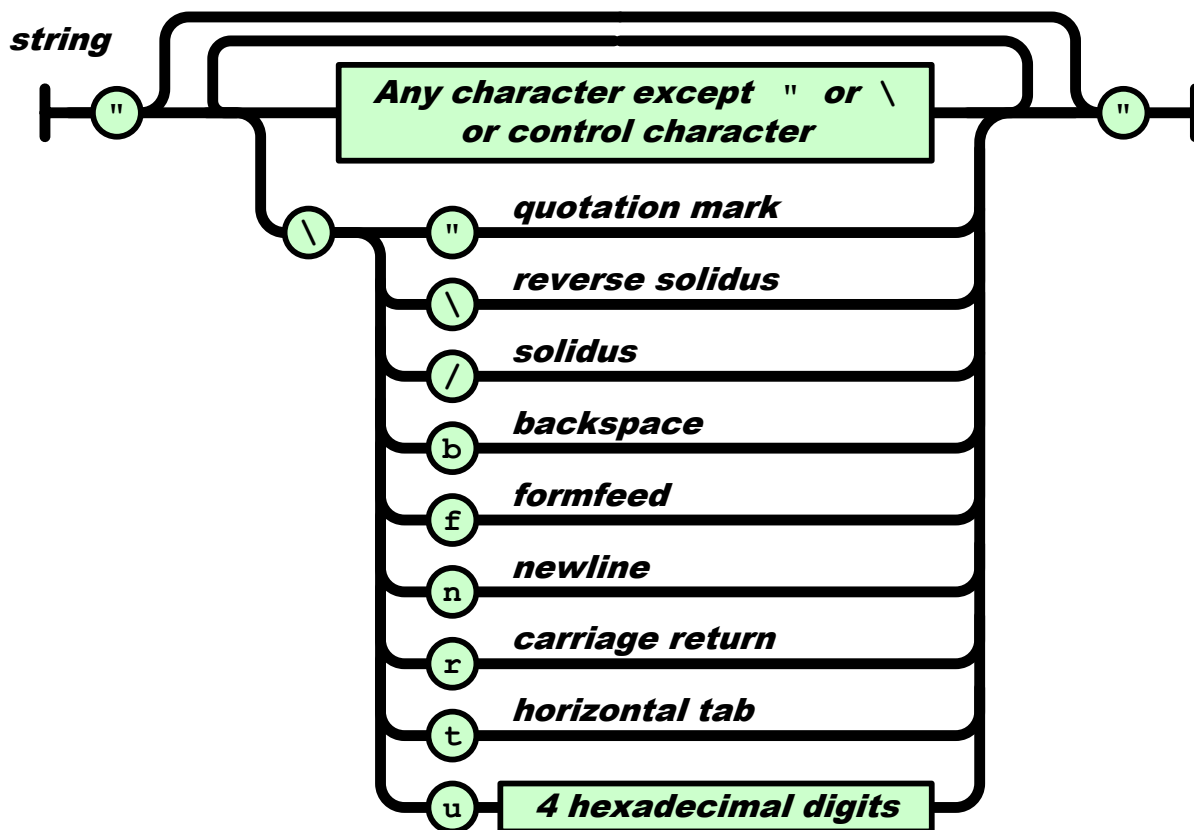 string
" Any character except " or \ "
or control character
\ " quotation mark
\ reverse solidus
/ solidus
b backspace
f formfeed
n newline
r carriage return
t horizontal tab
u 4 hexadecimal digits